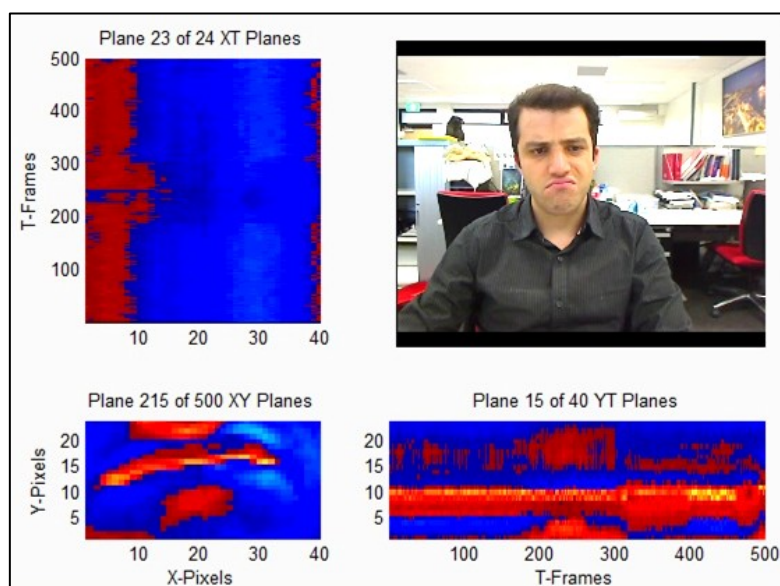 Plane 23 of 24 XT Planes
500
400
300
200
100
T-Frames
10 20 30 40
Plane 215 of 500 XY Planes
20
15
10
5
Y-Pixels
10 20 30 40
X-Pixels
Plane 15 of 40 YT Planes
20
15
10
5
100 200 300 400 500
T-Frames